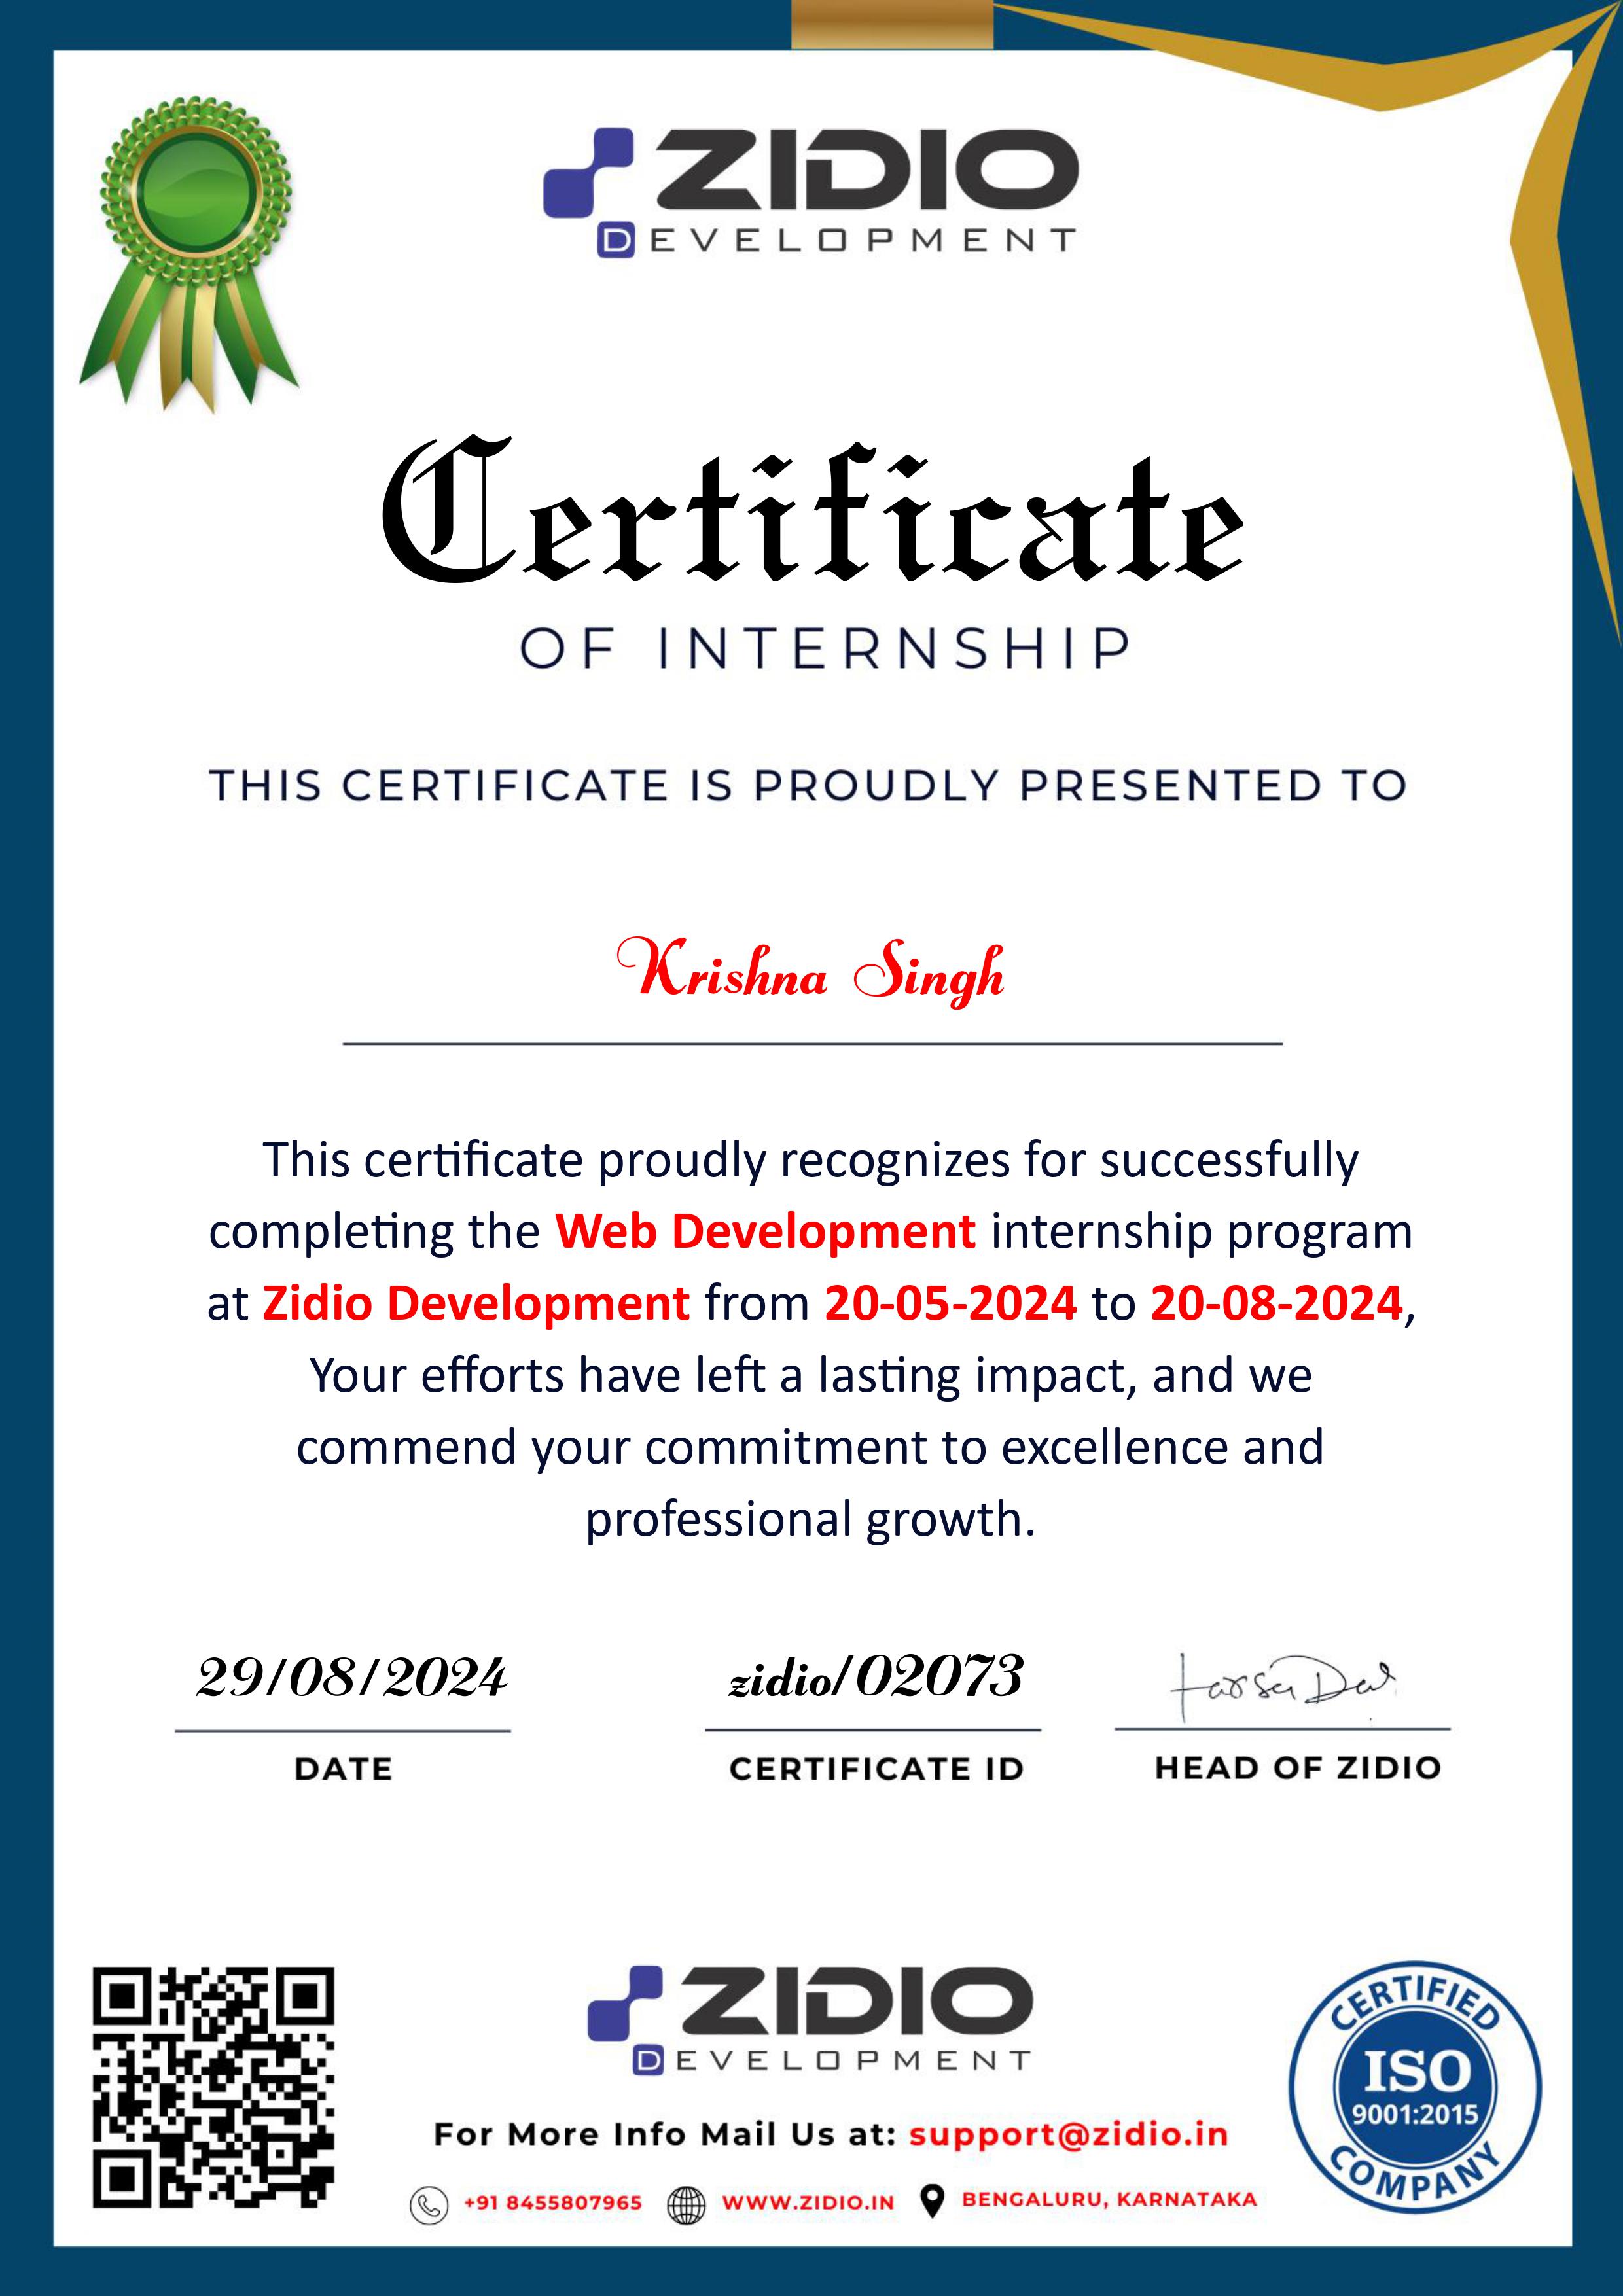 ZIDIO
DEVELOPMENT
Certificate
OF INTERNSHIP
THIS CERTIFICATE IS PROUDLY PRESENTED TO
Krishna Singh
This certificate proudly recognizes for successfully
completing the Web Development internship program
at Zidio Development from 20-05-2024 to 20-08-2024,
Your efforts have left a lasting impact, and we
commend your commitment to excellence and
professional growth.
29/08/2024
DATE
zidio/02073
CERTIFICATE ID
HEAD OF ZIDIO
ZIDIO
DEVELOPMENT
For More Info Mail Us at: support@zidio.in
+91 8455807965 WWW.ZIDIO.IN BENGALURU, KARNATAKA
CERTIFIED
ISO
9001:2015
COMPANY